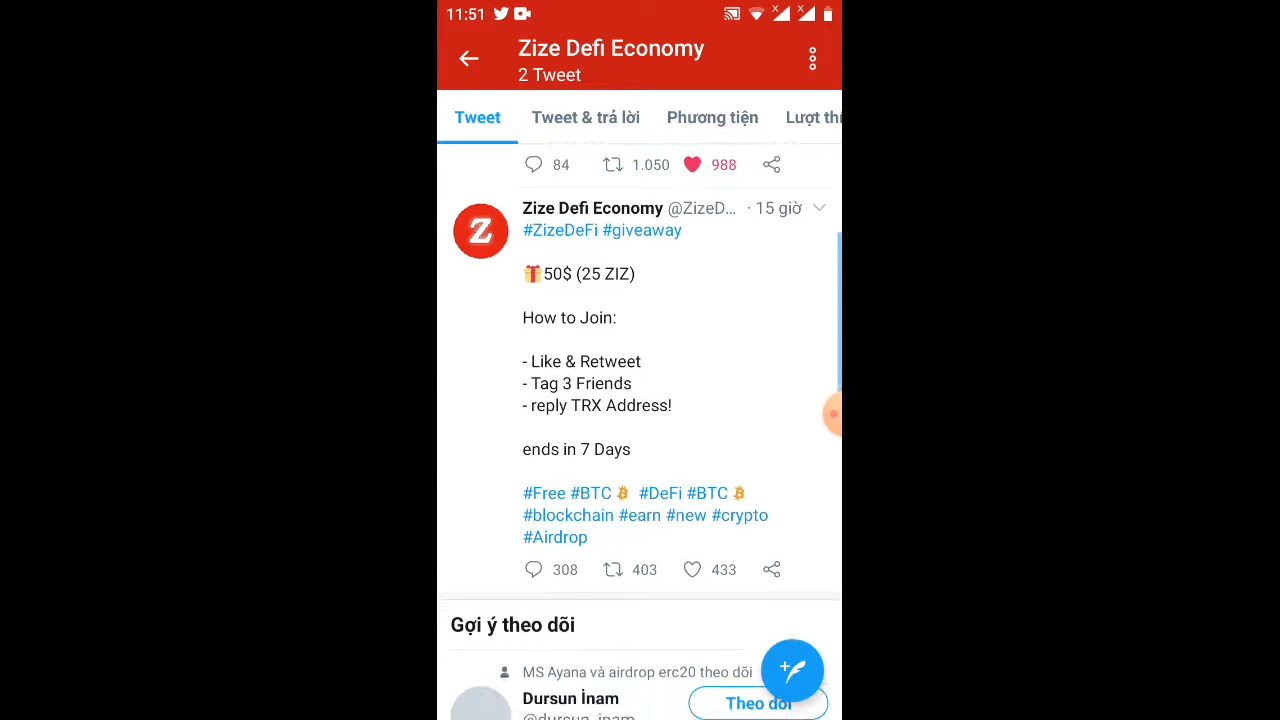 11:51
Zize Defi Economy
2 Tweet
Tweet Tweet & trả lời Phương tiện Lượt thí
84 1.050 988
Zize Defi Economy @ZizeD... · 15 giờ
#ZizeDeFi #giveaway
🎁50$ (25 ZIZ)
How to Join:
- Like & Retweet
- Tag 3 Friends
- reply TRX Address!
ends in 7 Days
#Free #BTC #DeFi #BTC
#blockchain #earn #new #crypto
#Airdrop
308 403 433
Gợi ý theo dõi
MS Ayana và airdrop erc20 theo dõi
Dursun İnam
Theo dõi
@dursun_inam